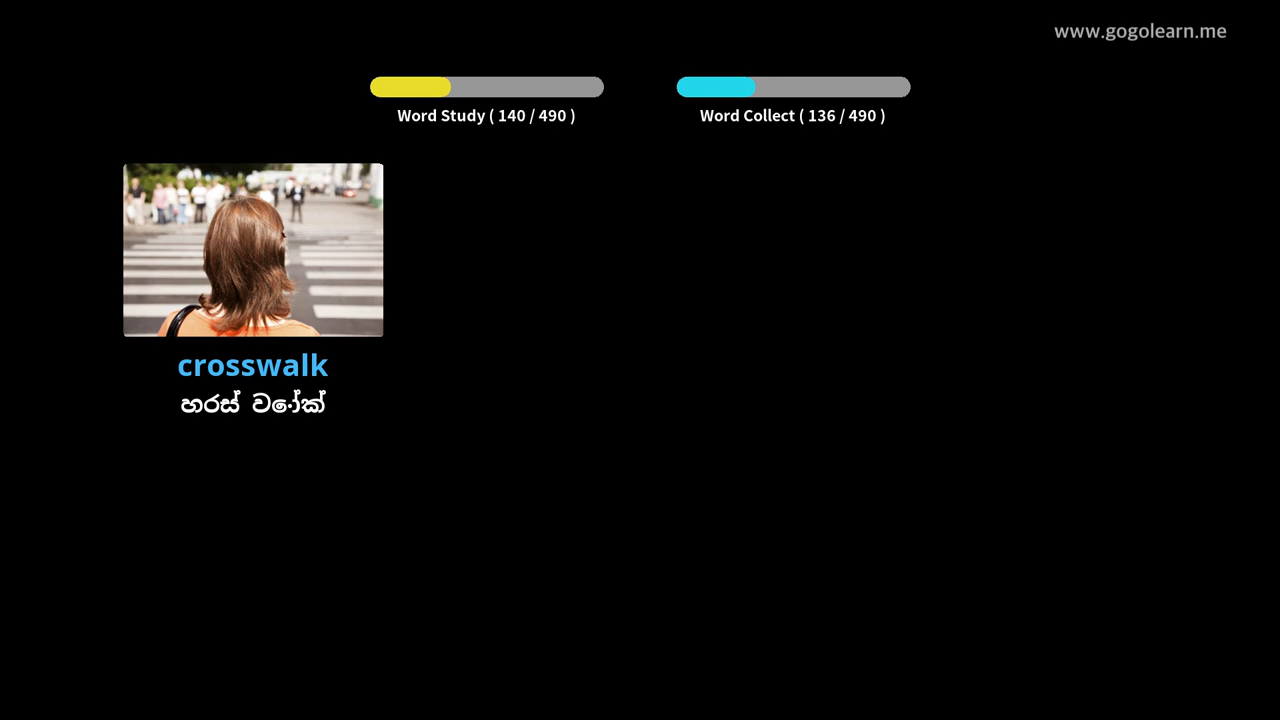 www.gogolearn.me
Word Study ( 140 / 490 )
Word Collect ( 136 / 490 )
crosswalk
හරස් වෝක්